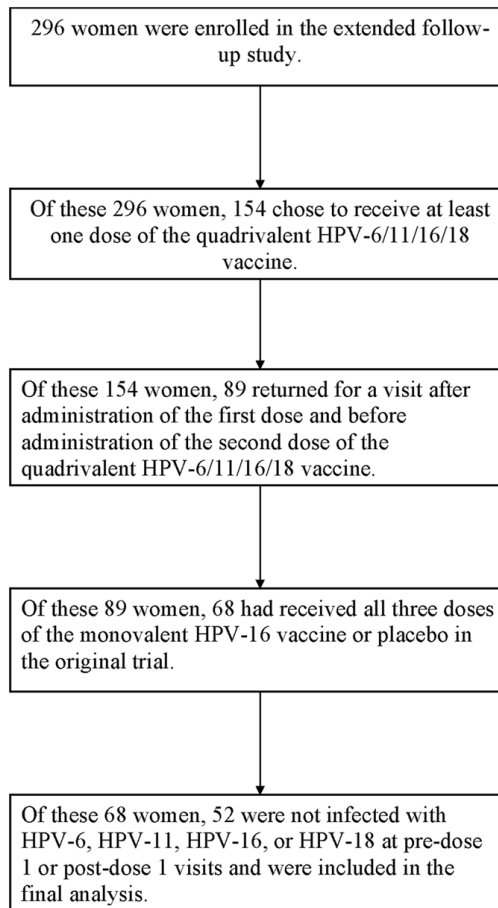 296 women were enrolled in the extended follow-
up study.
Of these 296 women, 154 chose to receive at least
one dose of the quadrivalent HPV-6/11/16/18
vaccine.
Of these 154 women, 89 returned for a visit after
administration of the first dose and before
administration of the second dose of the
quadrivalent HPV-6/11/16/18 vaccine.
Of these 89 women, 68 had received all three doses
of the monovalent HPV-16 vaccine or placebo in
the original trial.
Of these 68 women, 52 were not infected with
HPV-6, HPV-11, HPV-16, or HPV-18 at pre-dose
1 or post-dose 1 visits and were included in the
final analysis.